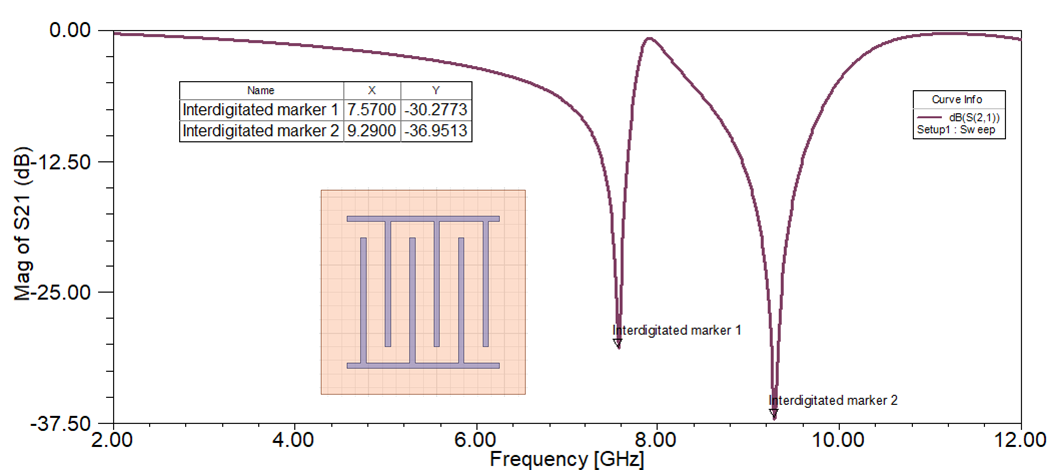 0.00
-12.50
-25.00
-37.50
Mag of S21 (dB)
Name X Y
Interdigitated marker 1 7.5700 -30.2773
Interdigitated marker 2 9.2900 -36.9513
Curve Info
dB(S(2,1))
Setup1 : Sweep
Interdigitated marker 1
Interdigitated marker 2
2.00 4.00 6.00 8.00 10.00 12.00
Frequency [GHz]